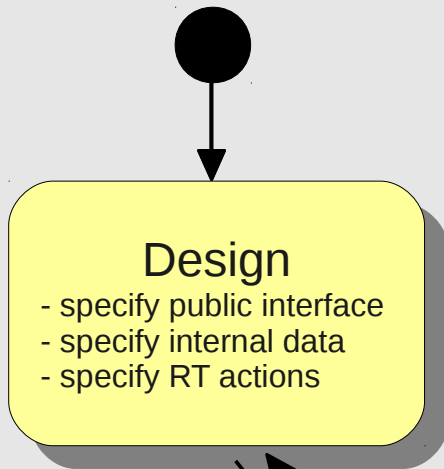 Design
- specify public interface
- specify internal data
- specify RT actions